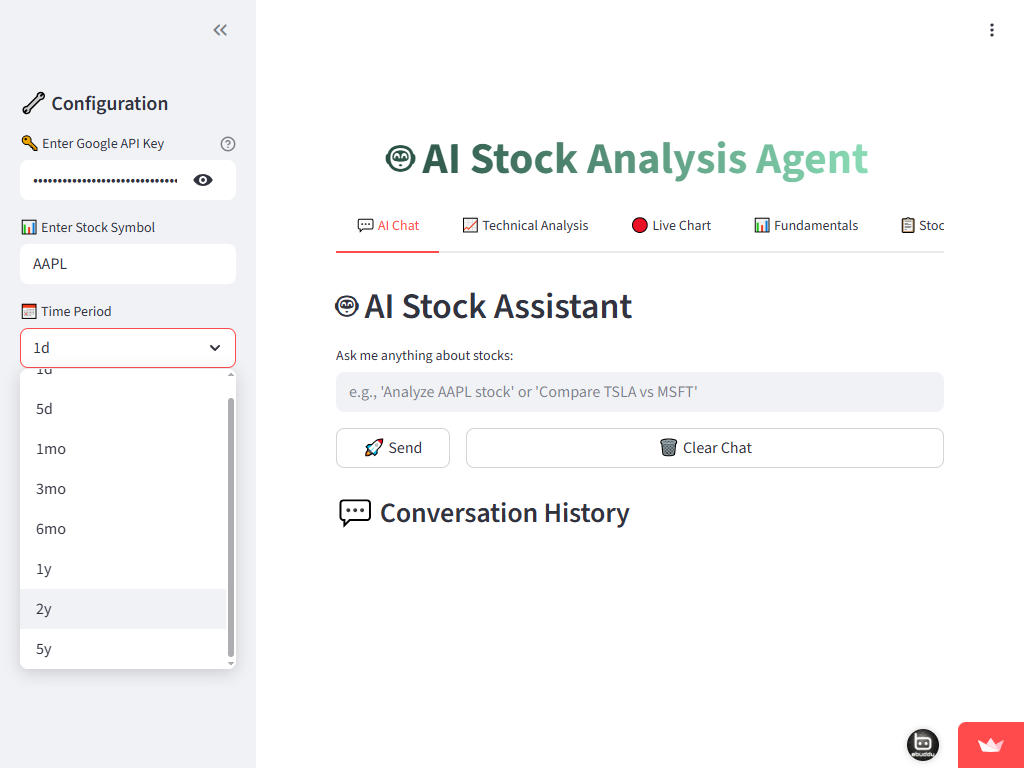 Configuration
Enter Google API Key
Enter Stock Symbol
AAPL
Time Period
1d
1d
5d
1mo
3mo
6mo
1y
2y
5y
AI Stock Analysis Agent
AI Chat
Technical Analysis
Live Chart
Fundamentals
Stoc
AI Stock Assistant
Ask me anything about stocks:
e.g., 'Analyze AAPL stock' or 'Compare TSLA vs MSFT'
Send
Clear Chat
Conversation History